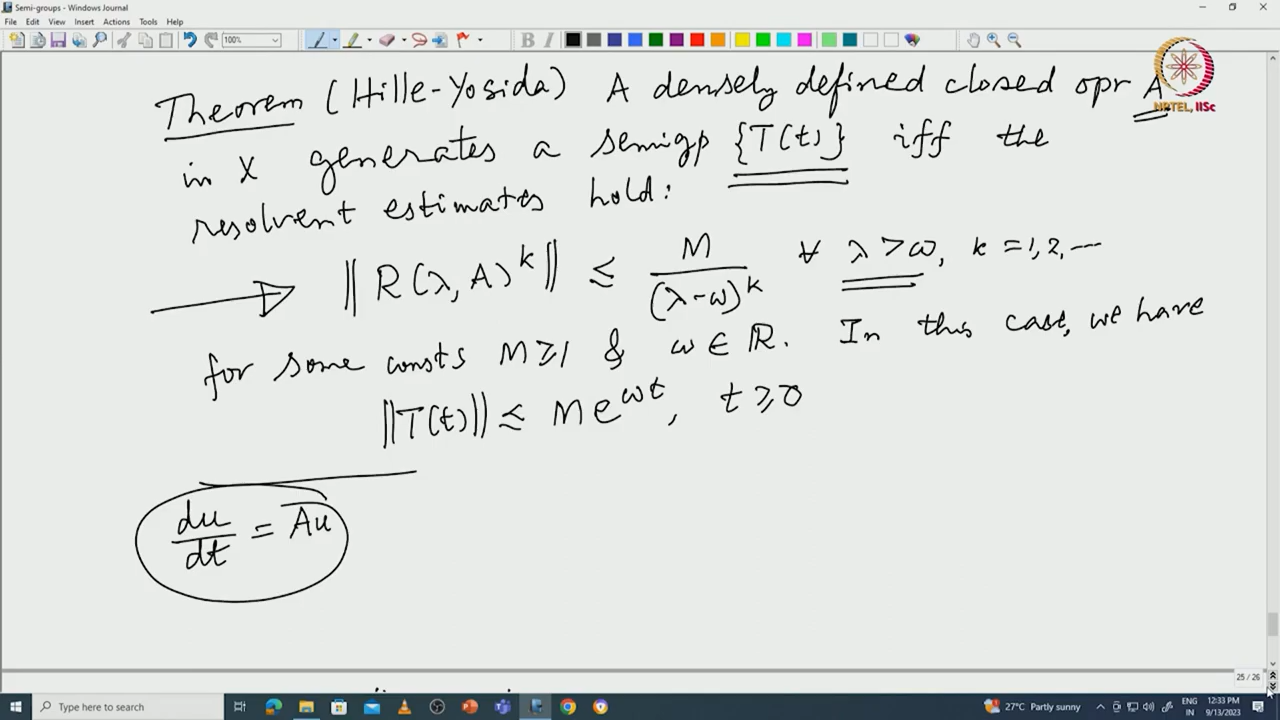 Semi-groups - Windows Journal
File Edit View Insert Actions Tools Help
100%
B I
Theorem (Hille-Yosida) A densely defined closed opr A
NPTEL, IISc
in X generates a semigp {T(t)} iff the
resolvent estimates hold:
‖R(λ, A)^k‖ ≤ M/(λ-ω)^k ∀ λ > ω, k = 1, 2, ---
for some consts M ≥ 1 & ω ∈ ℝ. In this case, we have
‖T(t)‖ ≤ M e^{ωt}, t ≥ 0
du/dt = Au
25 / 26
Type here to search
27°C Partly sunny
ENG
IN
12:33 PM
9/13/2023